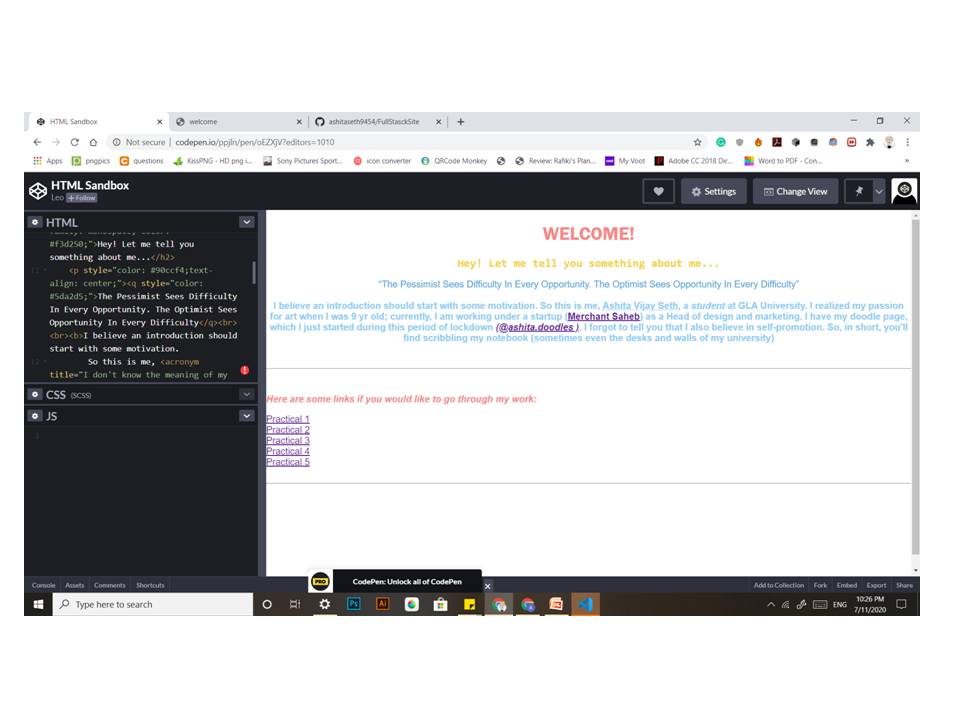 HTML Sandbox
welcome
ashitaseth9454/FullStasckSite
Not secure | codepen.io/ppjln/pen/oEZXjV?editors=1010
Apps pngpics questions KissPNG - HD png i... Sony Pictures Sport... icon converter QRCode Monkey Review: Rafiki's Plan... My Voot Adobe CC 2018 Dir... Word to PDF - Con... »
HTML Sandbox
Leo + Follow
Settings Change View
HTML
#f3d250;">Hey! Let me tell you
something about me...</h2>
11
<p style="color: #90ccf4;text-
align: center;"><q style="color:
#5da2d5;">The Pessimist Sees Difficulty
In Every Opportunity. The Optimist Sees
Opportunity In Every Difficulty</q><br>
<br><b>I believe an introduction should
start with some motivation.
12
So this is me, <acronym
title="I don't know the meaning of my
CSS (SCSS)
JS
1
WELCOME!
Hey! Let me tell you something about me...
"The Pessimist Sees Difficulty In Every Opportunity. The Optimist Sees Opportunity In Every Difficulty"
I believe an introduction should start with some motivation. So this is me, Ashita Vijay Seth, a student at GLA University. I realized my passion
for art when I was 9 yr old; currently, I am working under a startup (Merchant Saheb) as a Head of design and marketing. I have my doodle page,
which I just started during this period of lockdown (@ashita.doodles ). I forgot to tell you that I also believe in self-promotion. So, in short, you'll
find scribbling my notebook (sometimes even the desks and walls of my university)
Here are some links if you would like to go through my work:
Practical 1
Practical 2
Practical 3
Practical 4
Practical 5
PRO CodePen: Unlock all of CodePen
Console Assets Comments Shortcuts
Add to Collection Fork Embed Export Share
Type here to search
Ps Ai
ENG
10:26 PM
7/11/2020